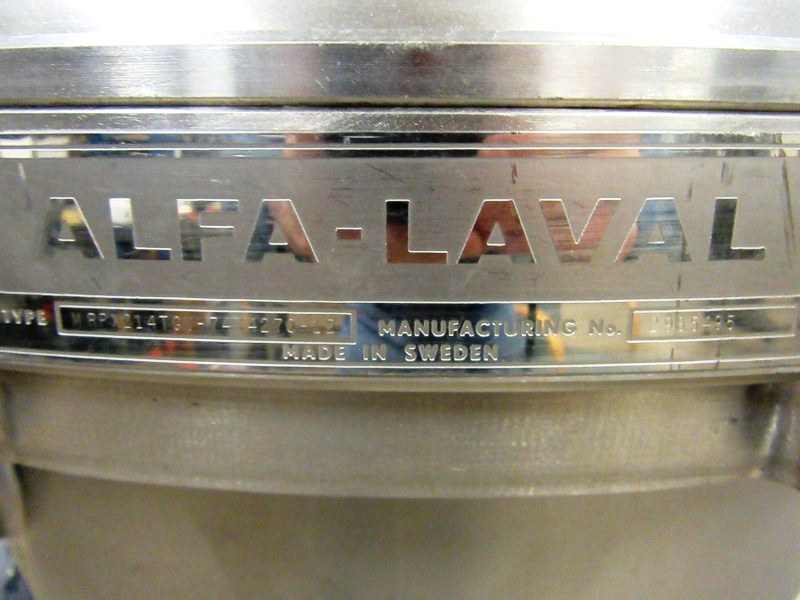 ALFA-LAVAL
TYPE MANUFACTURING No.
MADE IN SWEDEN